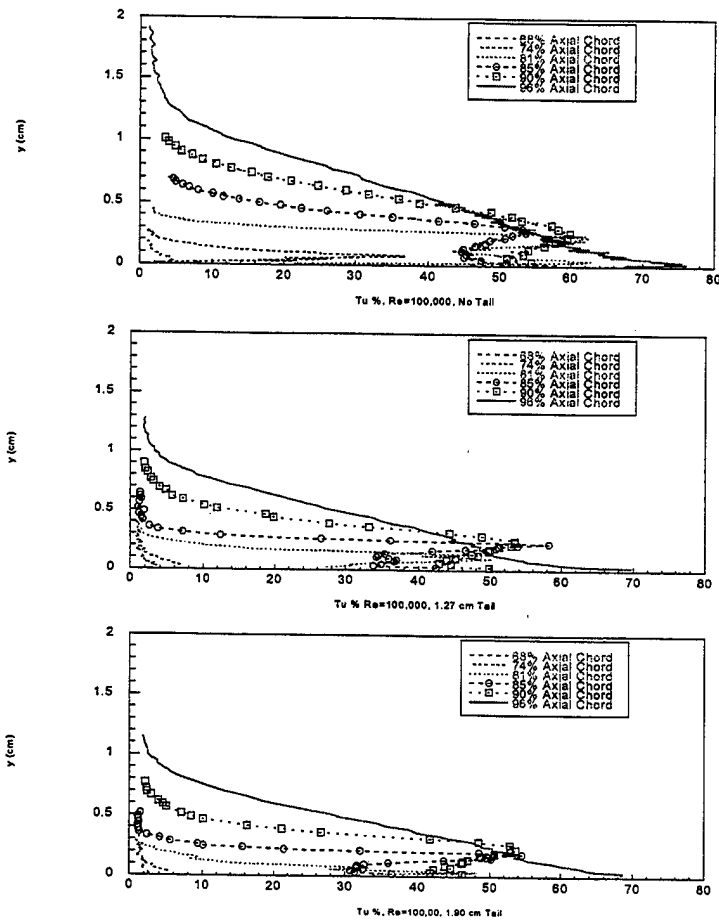 2
1.5
1
0.5
0
y (cm)
68% Axial Chord
74% Axial Chord
81% Axial Chord
85% Axial Chord
90% Axial Chord
96% Axial Chord
0 10 20 30 40 50 60 70 80
Tu %, Re=100,000, No Tail
2
1.5
1
0.5
0
y (cm)
68% Axial Chord
74% Axial Chord
81% Axial Chord
85% Axial Chord
90% Axial Chord
96% Axial Chord
0 10 20 30 40 50 60 70 80
Tu % Re=100,000, 1.27 cm Tail
2
1.5
1
0.5
0
y (cm)
68% Axial Chord
74% Axial Chord
81% Axial Chord
85% Axial Chord
90% Axial Chord
96% Axial Chord
0 10 20 30 40 50 60 70 80
Tu %, Re=100,00, 1.90 cm Tail